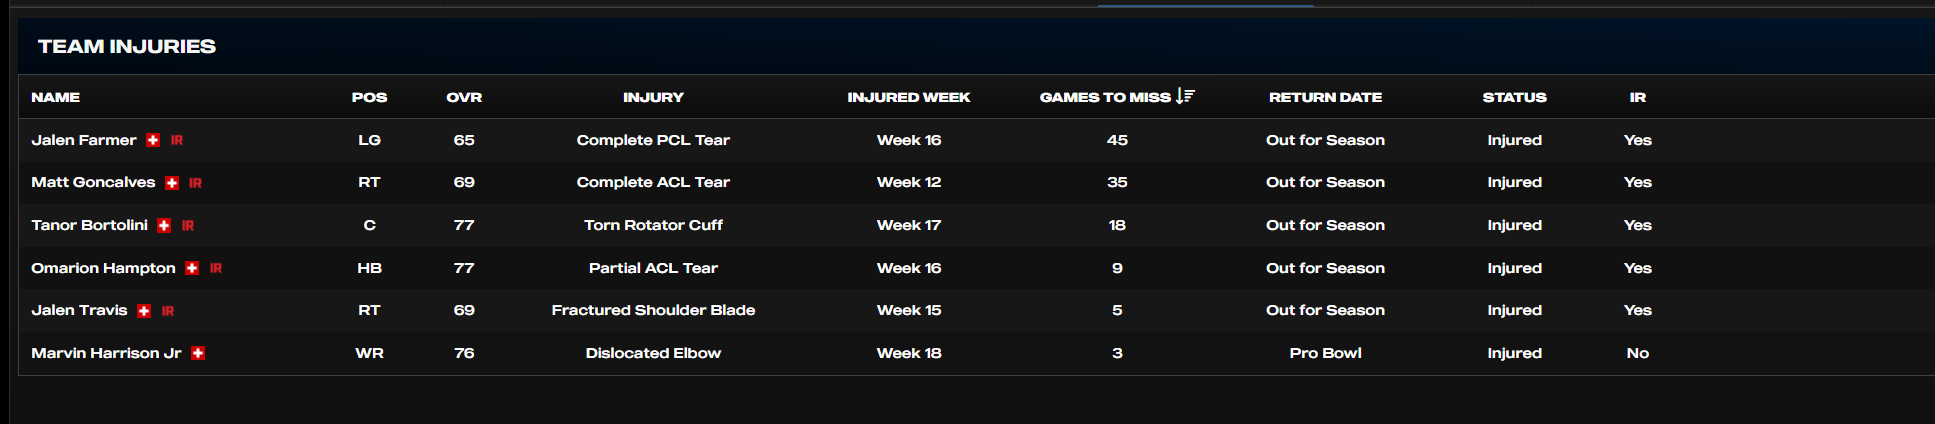 TEAM INJURIES
NAME POS OVR INJURY INJURED WEEK GAMES TO MISS RETURN DATE STATUS IR
Jalen Farmer IR LG 65 Complete PCL Tear Week 16 45 Out for Season Injured Yes
Matt Goncalves IR RT 69 Complete ACL Tear Week 12 35 Out for Season Injured Yes
Tanor Bortolini IR C 77 Torn Rotator Cuff Week 17 18 Out for Season Injured Yes
Omarion Hampton IR HB 77 Partial ACL Tear Week 16 9 Out for Season Injured Yes
Jalen Travis IR RT 69 Fractured Shoulder Blade Week 15 5 Out for Season Injured Yes
Marvin Harrison Jr WR 76 Dislocated Elbow Week 18 3 Pro Bowl Injured No